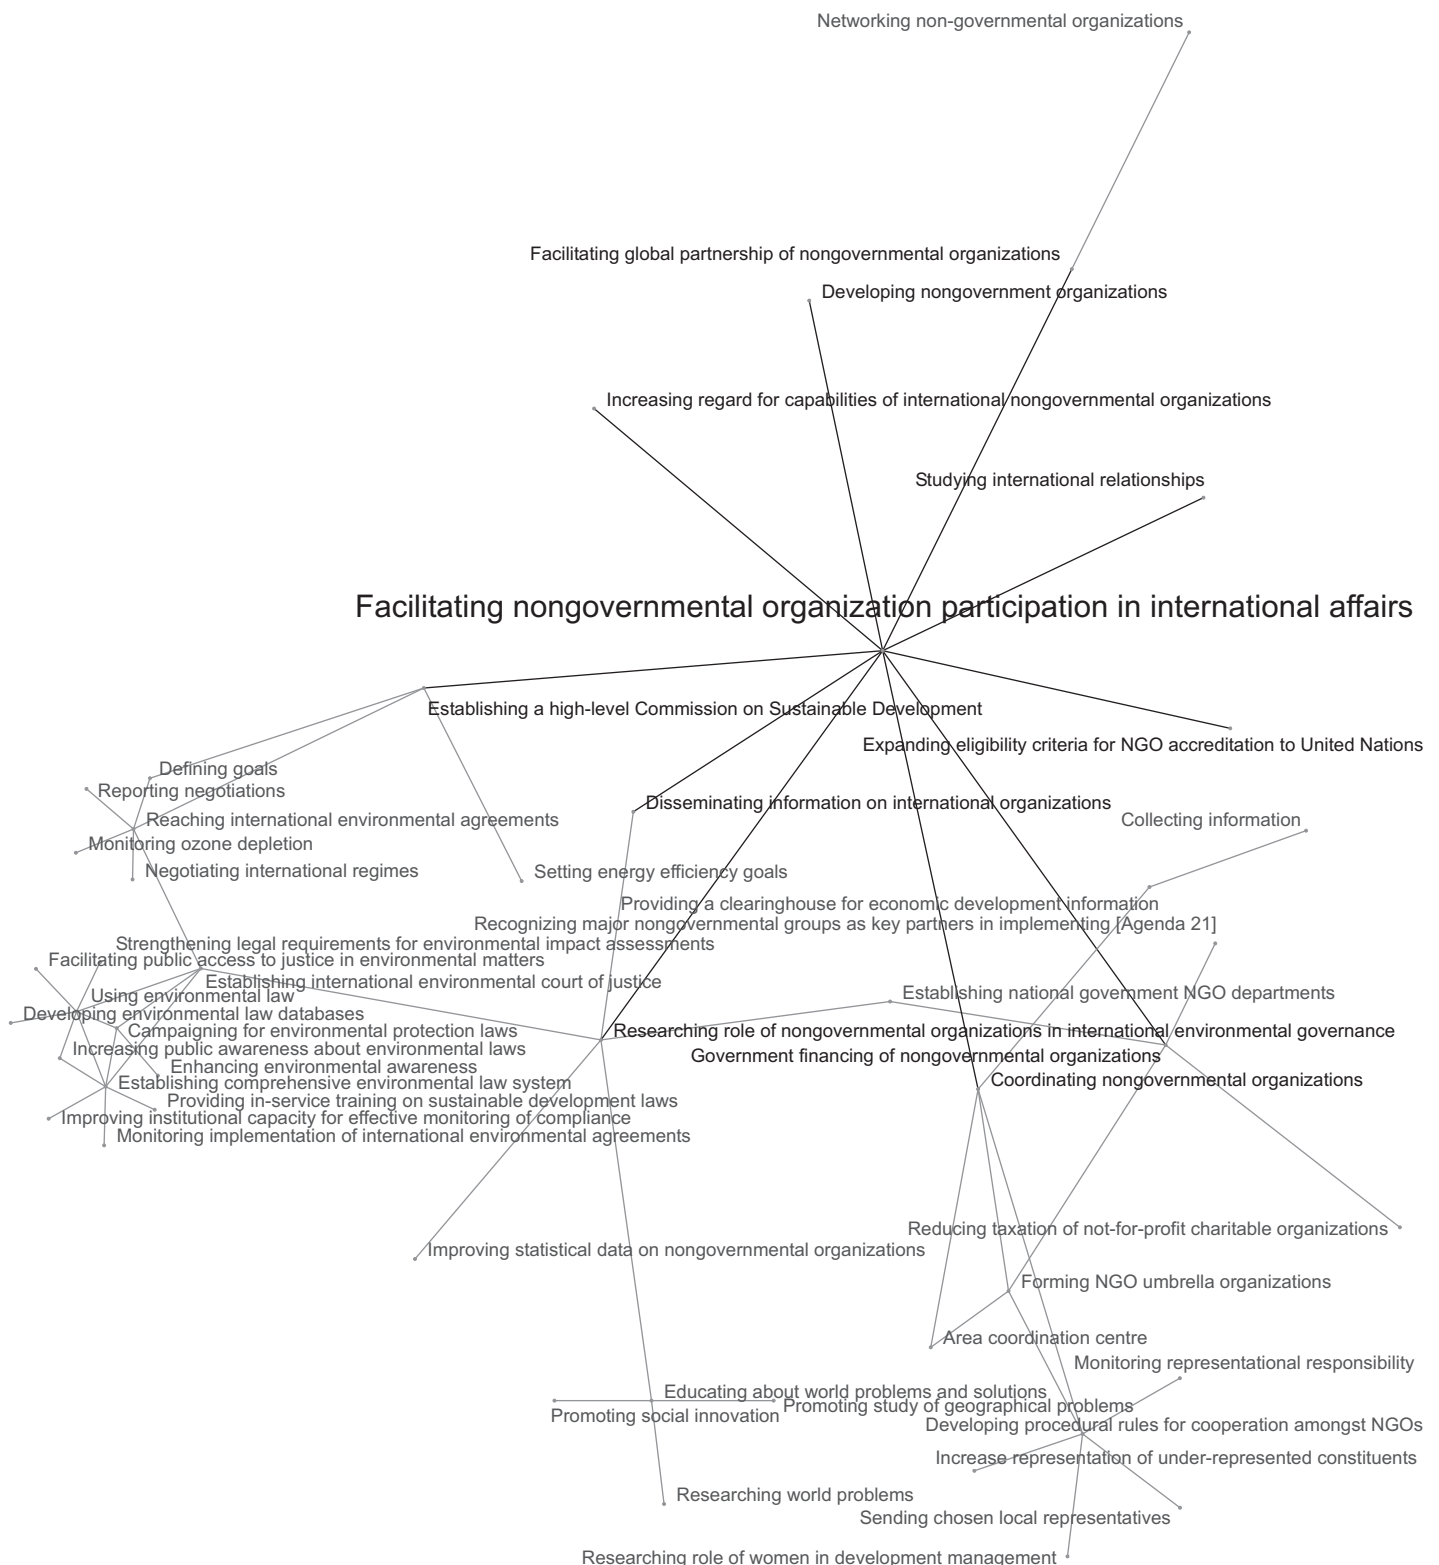 Networking non-governmental organizations
Facilitating global partnership of nongovernmental organizations
Developing nongovernment organizations
Increasing regard for capabilities of international nongovernmental organizations
Studying international relationships
Facilitating nongovernmental organization participation in international affairs
Establishing a high-level Commission on Sustainable Development
Expanding eligibility criteria for NGO accreditation to United Nations
Defining goals
Reporting negotiations
Disseminating information on international organizations
Reaching international environmental agreements
Collecting information
Monitoring ozone depletion
Negotiating international regimes
Setting energy efficiency goals
Providing a clearinghouse for economic development information
Recognizing major nongovernmental groups as key partners in implementing [Agenda 21]
Strengthening legal requirements for environmental impact assessments
Facilitating public access to justice in environmental matters
Establishing international environmental court of justice
Establishing national government NGO departments
Using environmental law
Developing environmental law databases
Campaigning for environmental protection laws
Researching role of nongovernmental organizations in international environmental governance
Increasing public awareness about environmental laws
Government financing of nongovernmental organizations
Enhancing environmental awareness
Coordinating nongovernmental organizations
Establishing comprehensive environmental law system
Providing in-service training on sustainable development laws
Improving institutional capacity for effective monitoring of compliance
Monitoring implementation of international environmental agreements
Reducing taxation of not-for-profit charitable organizations
Improving statistical data on nongovernmental organizations
Forming NGO umbrella organizations
Area coordination centre
Monitoring representational responsibility
Educating about world problems and solutions
Promoting study of geographical problems
Promoting social innovation
Developing procedural rules for cooperation amongst NGOs
Increase representation of under-represented constituents
Researching world problems
Sending chosen local representatives
Researching role of women in development management